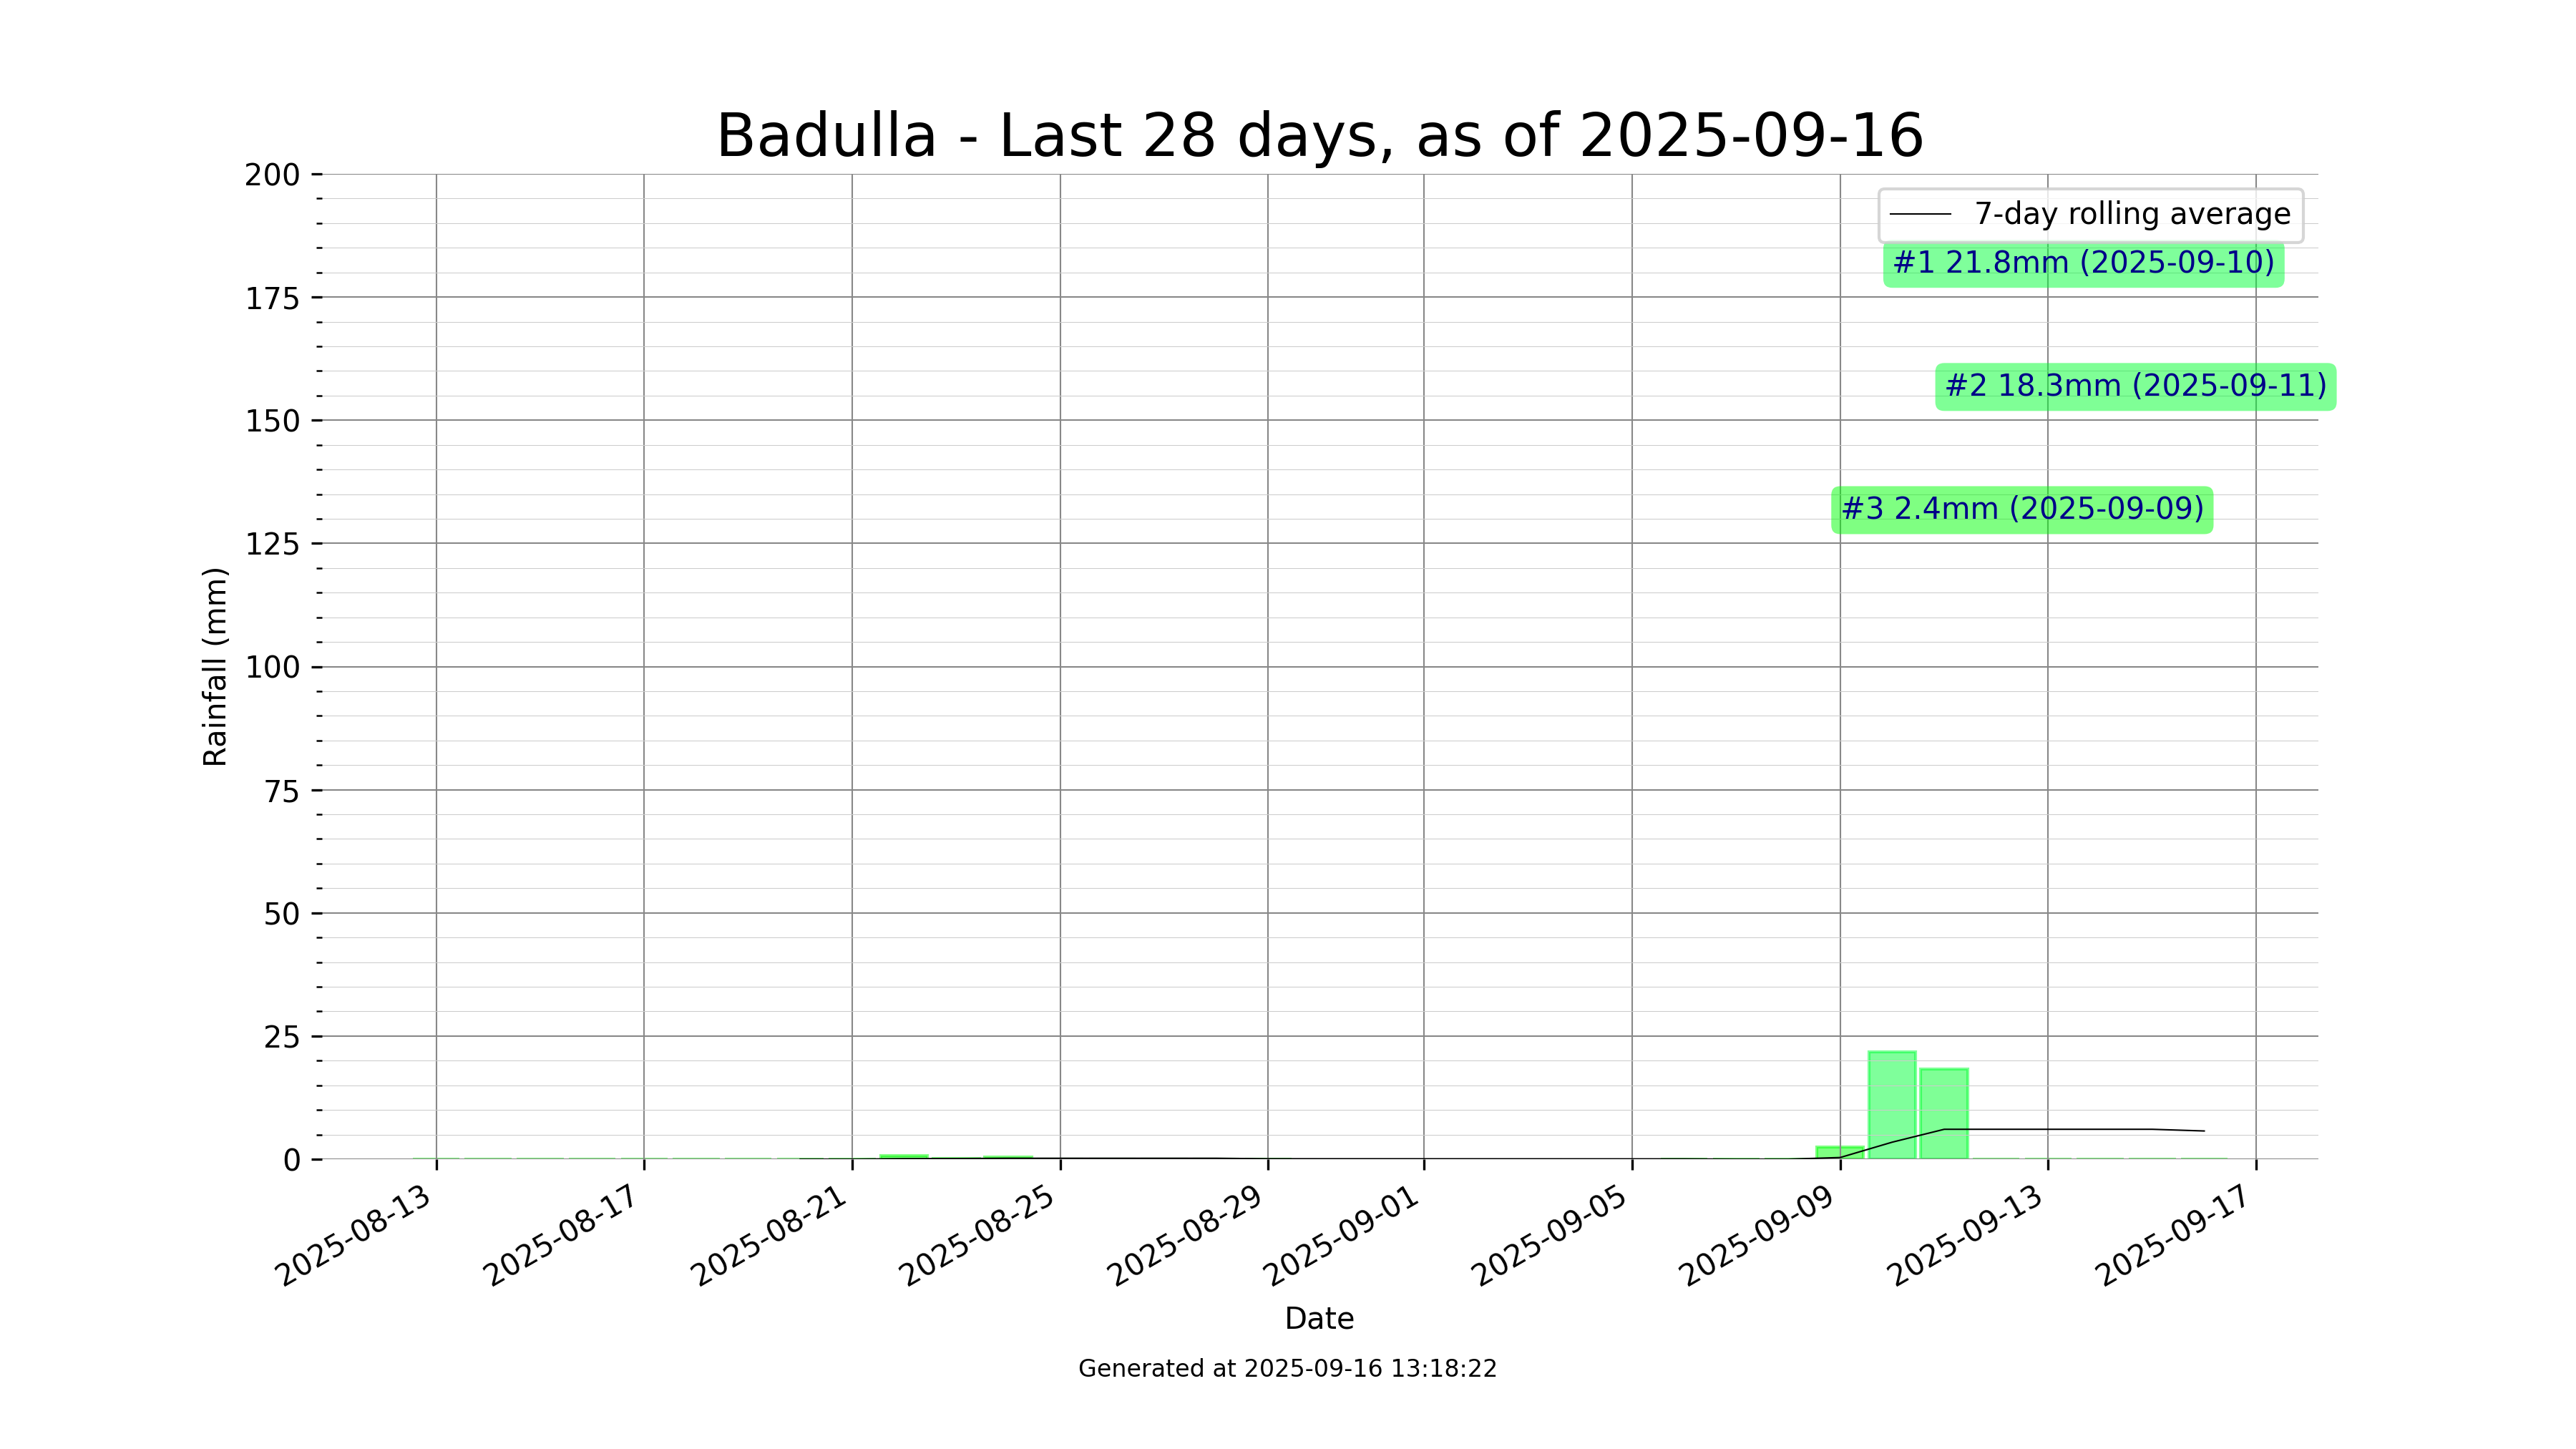 Badulla - Last 28 days, as of 2025-09-16
200
175
150
125
100
75
50
25
0
Rainfall (mm)
7-day rolling average
#1 21.8mm (2025-09-10)
#2 18.3mm (2025-09-11)
#3 2.4mm (2025-09-09)
2025-08-13
2025-08-17
2025-08-21
2025-08-25
2025-08-29
2025-09-01
2025-09-05
2025-09-09
2025-09-13
2025-09-17
Date
Generated at 2025-09-16 13:18:22